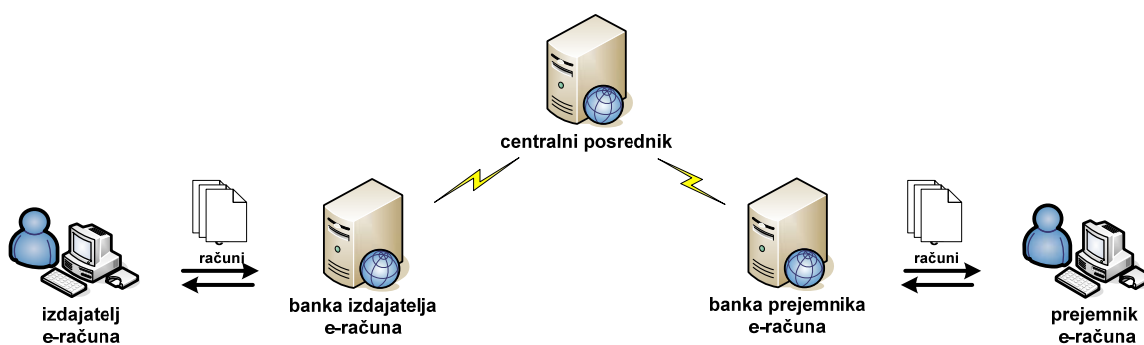 centralni posrednik
računi
računi
izdajatelj
e-računa
banka izdajatelja
e-računa
banka prejemnika
e-računa
prejemnik
e-računa